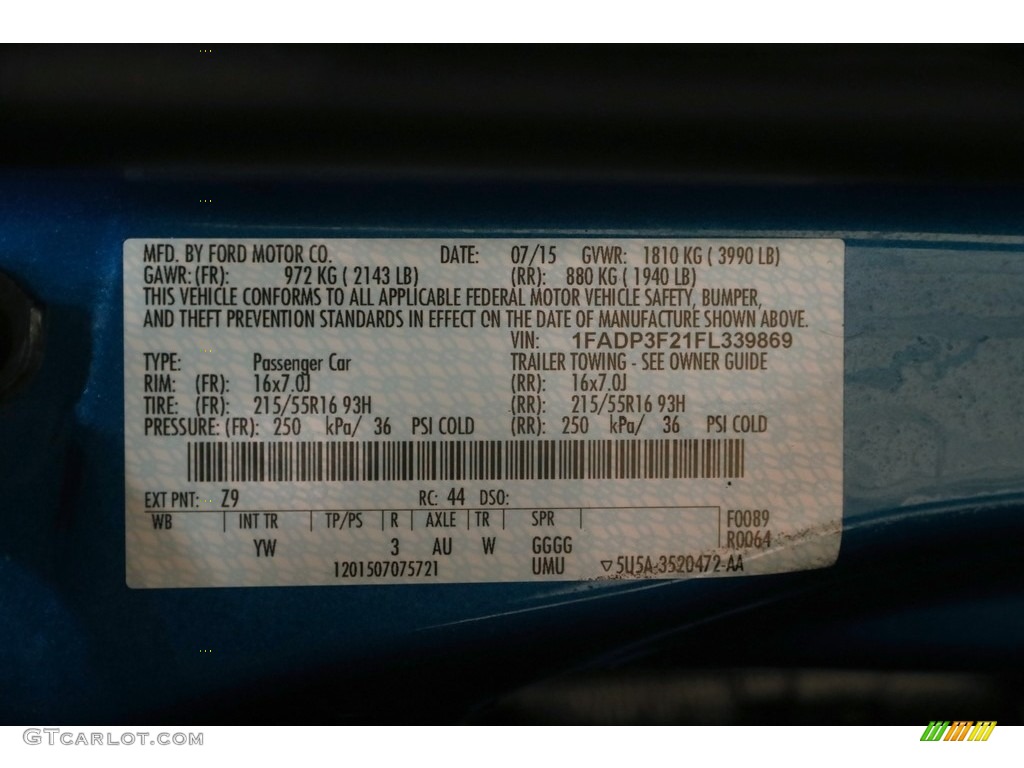 MFD. BY FORD MOTOR CO. DATE: 07/15 GVWR: 1810 KG ( 3990 LB)
GAWR: (FR): 972 KG ( 2143 LB) (RR): 880 KG ( 1940 LB)
THIS VEHICLE CONFORMS TO ALL APPLICABLE FEDERAL MOTOR VEHICLE SAFETY, BUMPER,
AND THEFT PREVENTION STANDARDS IN EFFECT ON THE DATE OF MANUFACTURE SHOWN ABOVE.
VIN: 1FADP3F21FL339869
TYPE: Passenger Car TRAILER TOWING - SEE OWNER GUIDE
RIM: (FR): 16x7.0J (RR): 16x7.0J
TIRE: (FR): 215/55R16 93H (RR): 215/55R16 93H
PRESSURE: (FR): 250 kPa/ 36 PSI COLD (RR): 250 kPa/ 36 PSI COLD
EXT PNT: Z9 RC: 44 DSO:
WB INT TR TP/PS R AXLE TR SPR F0089
YW 3 AU W GGGG R0064
1201507075721 UMU ▽5U5A-3520472-AA
GTCarlot.com